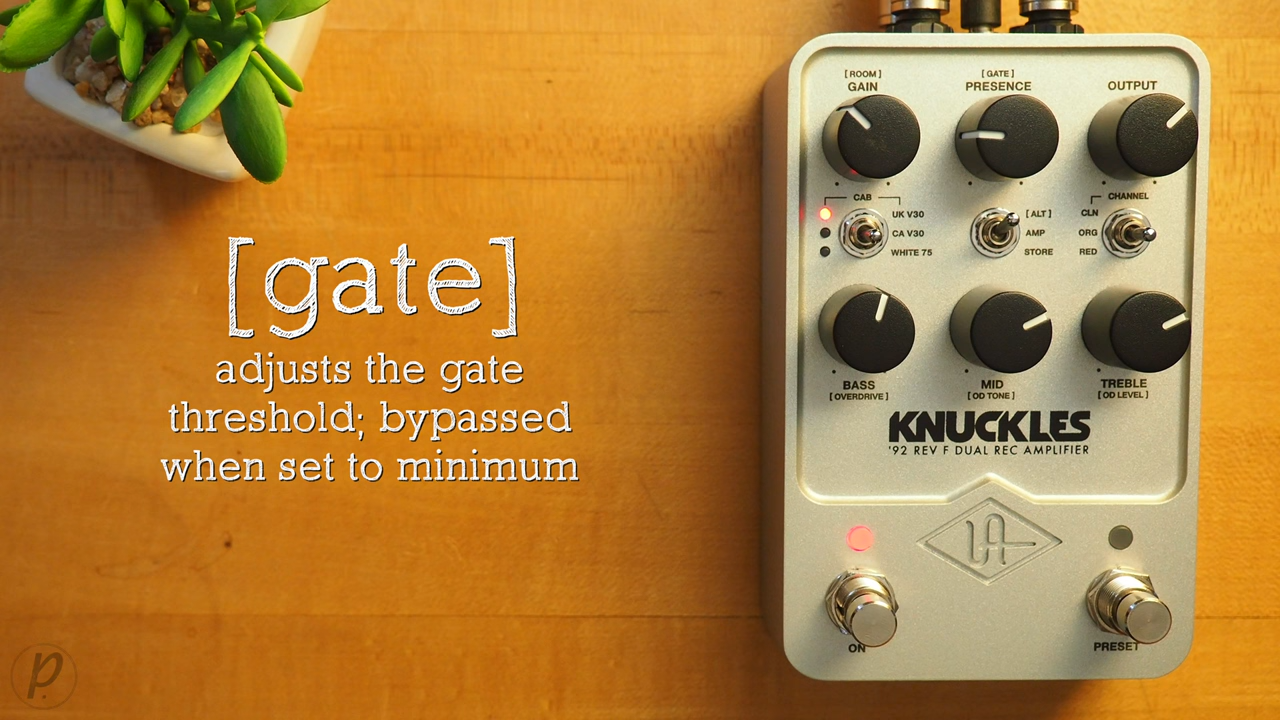 [gate]
adjusts the gate
threshold; bypassed
when set to minimum
[ROOM]
GAIN
[GATE]
PRESENCE
OUTPUT
CAB
UK V30
CA V30
WHITE 75
[ALT]
AMP
STORE
CHANNEL
CLN
ORG
RED
BASS
[OVERDRIVE]
MID
[OD TONE]
TREBLE
[OD LEVEL]
KNUCKLES
'92 REV F DUAL REC AMPLIFIER
UA
ON
PRESET
p.